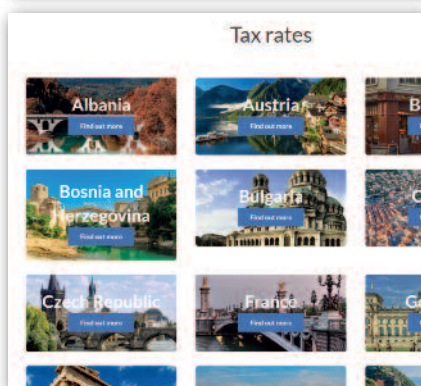 Tax rates
Albania
Find out more
Austria
Find out more
B
Bosnia and
Herzegovina
Find out more
Bulgaria
Find out more
C
Czech Republic
Find out more
France
Find out more
Ge